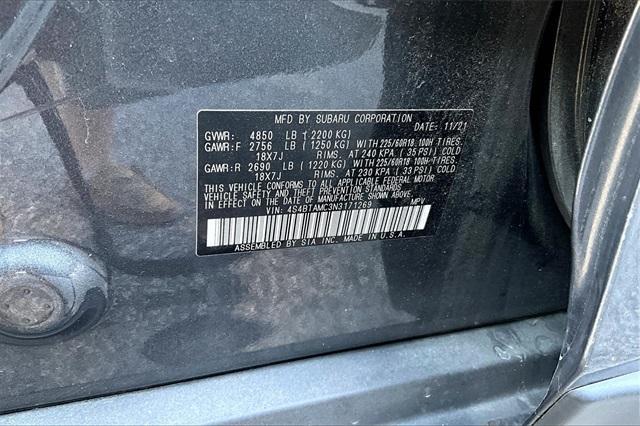 MFD BY SUBARU CORPORATION
GVWR: 4850 LB (2200 KG) DATE: 11/21
GAWR:F 2756 LB (1250 KG) WITH 225/60R18 100H TIRES,
18X7J RIMS, AT 240 KPA (35 PSI) COLD
GAWR:R 2690 LB (1220 KG) WITH 225/60R18 100H TIRES,
18X7J RIMS, AT 230 KPA (33 PSI) COLD
THIS VEHICLE CONFORMS TO ALL APPLICABLE FEDERAL MOTOR
VEHICLE SAFETY AND THEFT PREVENTION STANDARDS
IN EFFECT ON THE DATE OF MANUFACTURE SHOWN ABOVE.
VIN: 4S4BTAMC3N3171269 MPV
ASSEMBLED BY SIA INC. MADE IN U.S.A.